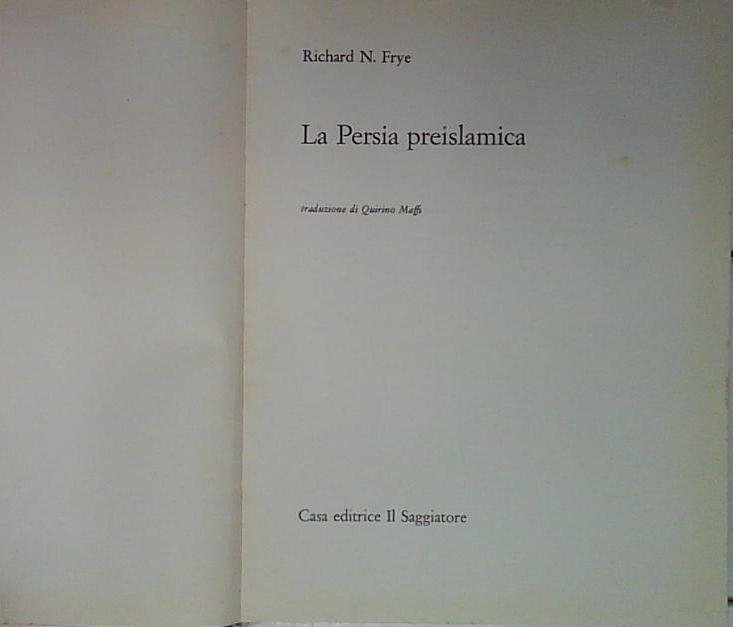 Richard N. Frye
La Persia preislamica
traduzione di Quirino Maffi
Casa editrice Il Saggiatore